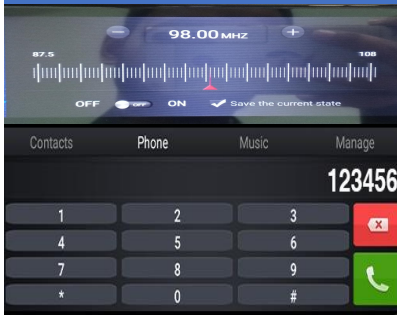 98.00 MHZ
87.5 108
OFF OFF ON Save the current state
Contacts Phone Music Manage
123456
1 2 3
4 5 6
7 8 9
* 0 #